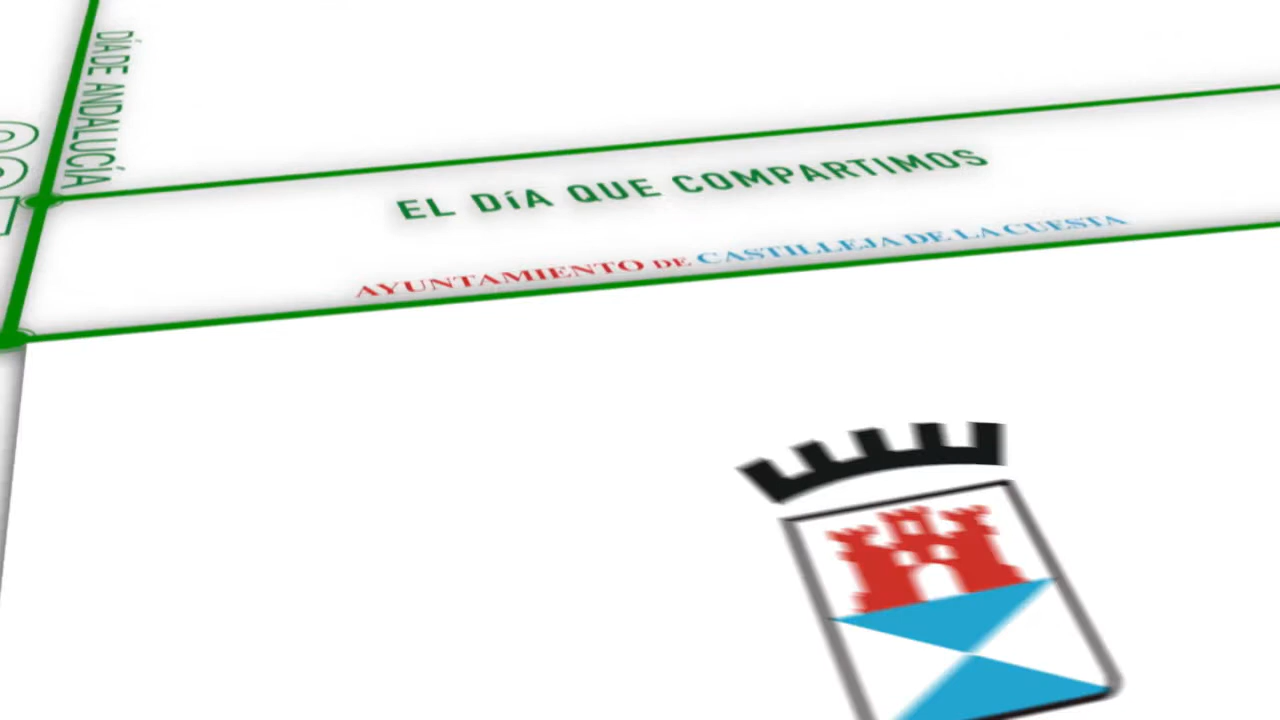 DÍA DE ANDALUCÍA
EL DíA QUE COMPARTIMOS
AYUNTAMIENTO DE CASTILLEJA DE LA CUESTA